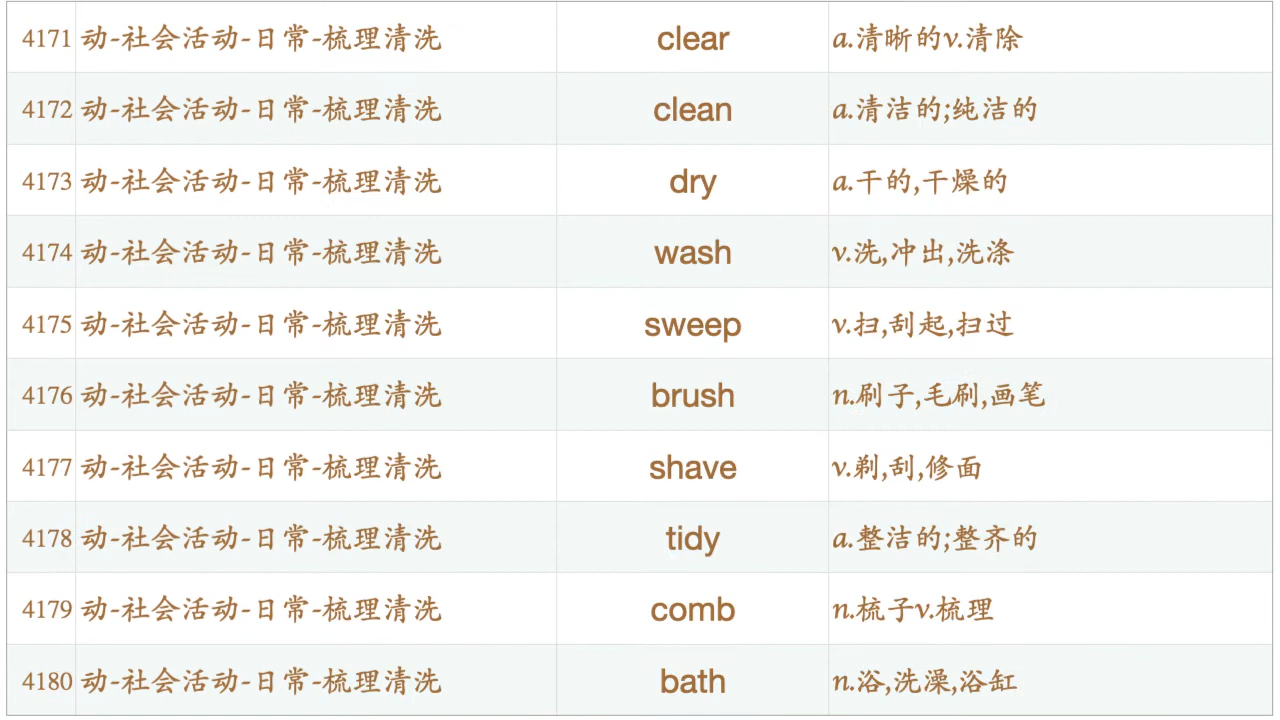 4171 动-社会活动-日常-梳理清洗 clear a.清晰的v.清除
4172 动-社会活动-日常-梳理清洗 clean a.清洁的;纯洁的
4173 动-社会活动-日常-梳理清洗 dry a.干的,干燥的
4174 动-社会活动-日常-梳理清洗 wash v.洗,冲出,洗涤
4175 动-社会活动-日常-梳理清洗 sweep v.扫,刮起,扫过
4176 动-社会活动-日常-梳理清洗 brush n.刷子,毛刷,画笔
4177 动-社会活动-日常-梳理清洗 shave v.剃,刮,修面
4178 动-社会活动-日常-梳理清洗 tidy a.整洁的;整齐的
4179 动-社会活动-日常-梳理清洗 comb n.梳子v.梳理
4180 动-社会活动-日常-梳理清洗 bath n.浴,洗澡,浴缸